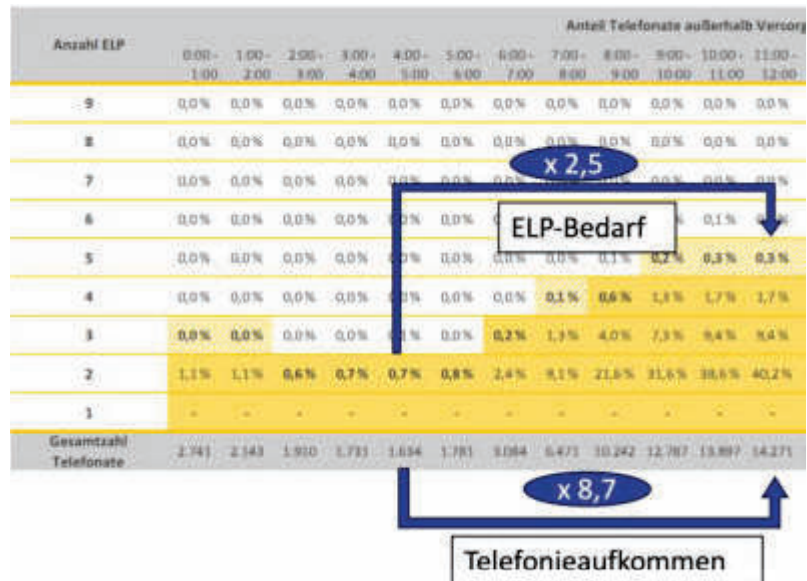 Anteil Telefonate außerhalb Versorg
Anzahl ELP
0:00 - 1:00 - 2:00 - 3:00 - 4:00 - 5:00 - 6:00 - 7:00 - 8:00 - 9:00 - 10:00 - 11:00 -
1:00 2:00 3:00 4:00 5:00 6:00 7:00 8:00 9:00 10:00 11:00 12:00
9 0,0 % 0,0 % 0,0 % 0,0 % 0,0 % 0,0 % 0,0 % 0,0 % 0,0 % 0,0 % 0,0 % 0,0 %
8 0,0 % 0,0 % 0,0 % 0,0 % 0,0 % 0,0 % 0,0 % 0,0 % 0,0 % 0,0 % 0,0 % 0,0 %
x 2,5
7 0,0 % 0,0 % 0,0 % 0,0 %
6 0,0 % 0,0 % 0,0 % 0,0 % 0,0 % 0,1 %
ELP-Bedarf
5 0,0 % 0,0 % 0,0 % 0,0 % 0,0 % 0,0 % 0,0 % 0,1 % 0,2 % 0,3 % 0,3 %
4 0,0 % 0,0 % 0,0 % 0,0 % 0,0 % 0,0 % 0,1 % 0,6 % 1,7 % 1,7 %
3 0,0 % 0,0 % 0,0 % 0,0 % 0,0 % 0,2 % 1,3 % 4,0 % 7,3 % 9,4 % 9,4 %
2 1,1 % 1,1 % 0,6 % 0,7 % 0,7 % 0,8 % 2,4 % 9,1 % 21,6 % 31,6 % 38,6 % 40,2 %
1 - - - - - - - - - - - -
Gesamtzahl
Telefonate
2.741 2.143 1.910 1.731 1.634 1.781 3.084 6.471 10.242 12.787 13.897 14.271
x 8,7
Telefonieaufkommen